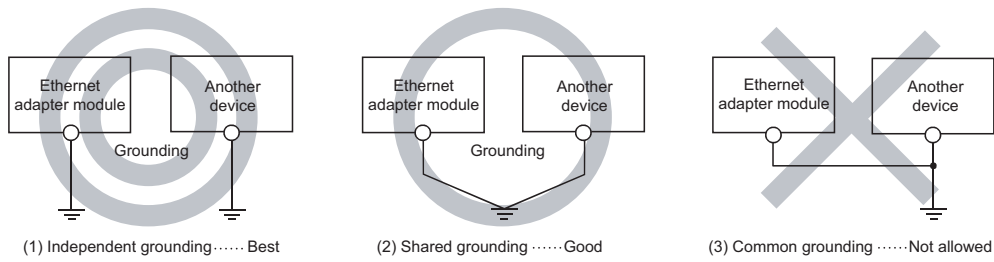 Ethernet
adapter module
Another
device
Grounding
(1) Independent grounding······Best
Ethernet
adapter module
Another
device
Grounding
(2) Shared grounding ······Good
Ethernet
adapter module
Another
device
(3) Common grounding ······Not allowed